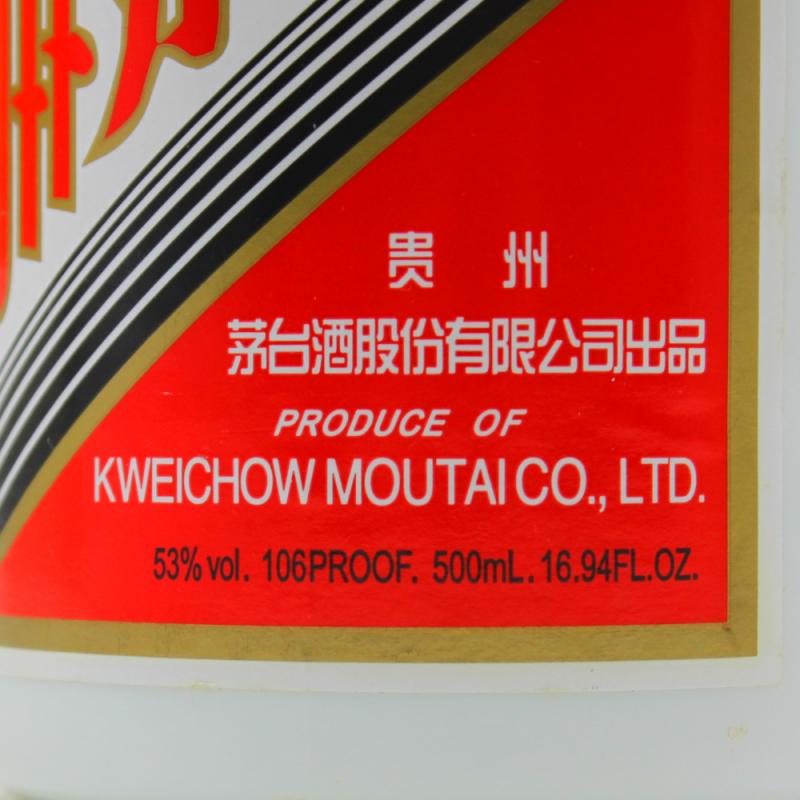 贵 州
茅台酒股份有限公司出品
PRODUCE OF
KWEICHOW MOUTAI CO., LTD.
53% vol. 106PROOF. 500mL. 16.94FL.OZ.